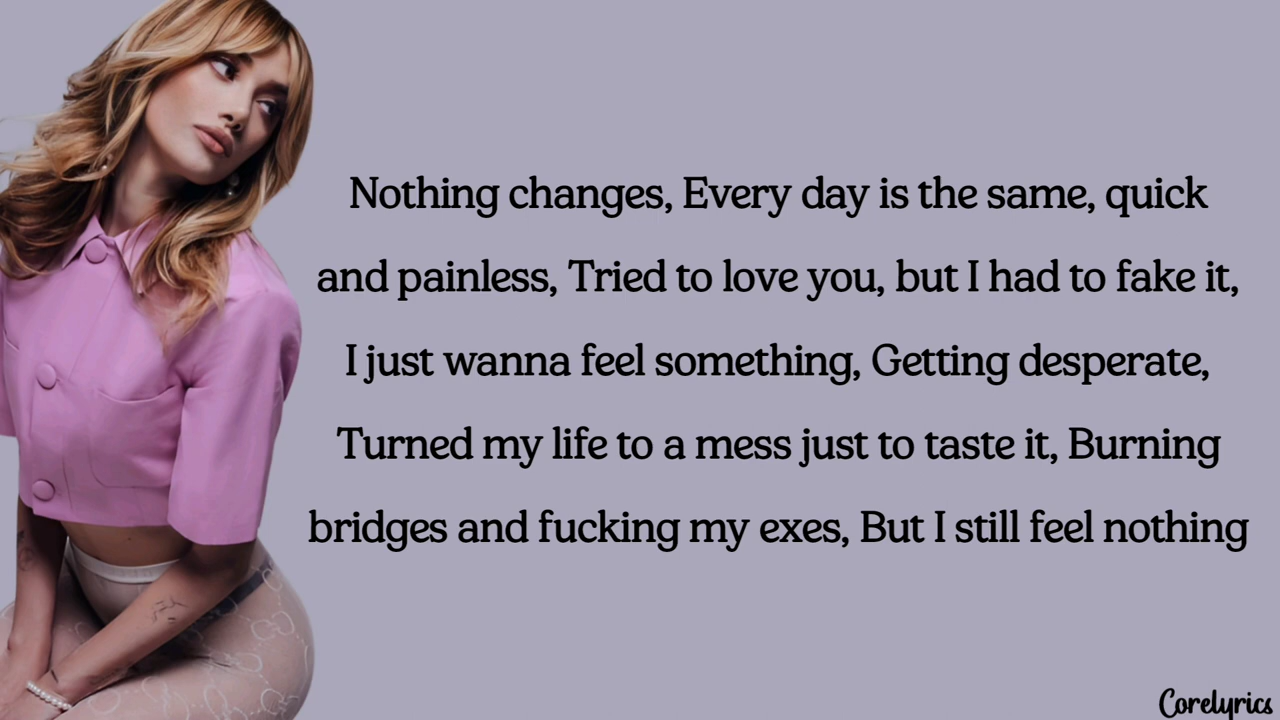 Nothing changes, Every day is the same, quick
and painless, Tried to love you, but I had to fake it,
I just wanna feel something, Getting desperate,
Turned my life to a mess just to taste it, Burning
bridges and fucking my exes, But I still feel nothing
Corelyrics